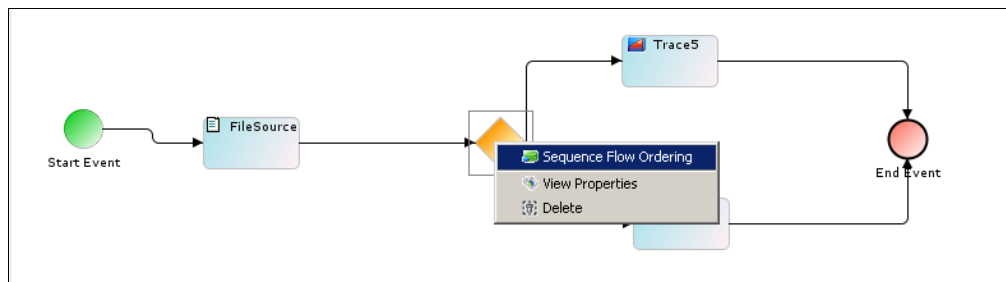 Trace5
FileSource
Start Event
Sequence Flow Ordering
View Properties
Delete
End Event